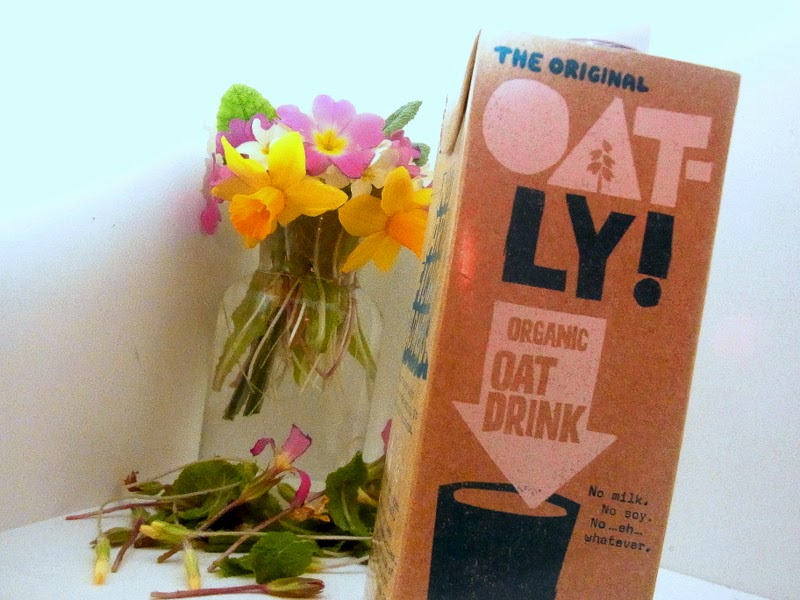 THE ORIGINAL
OAT-
LY!
ORGANIC
OAT
DRINK
No milk.
No soy.
No...eh...
whatever.